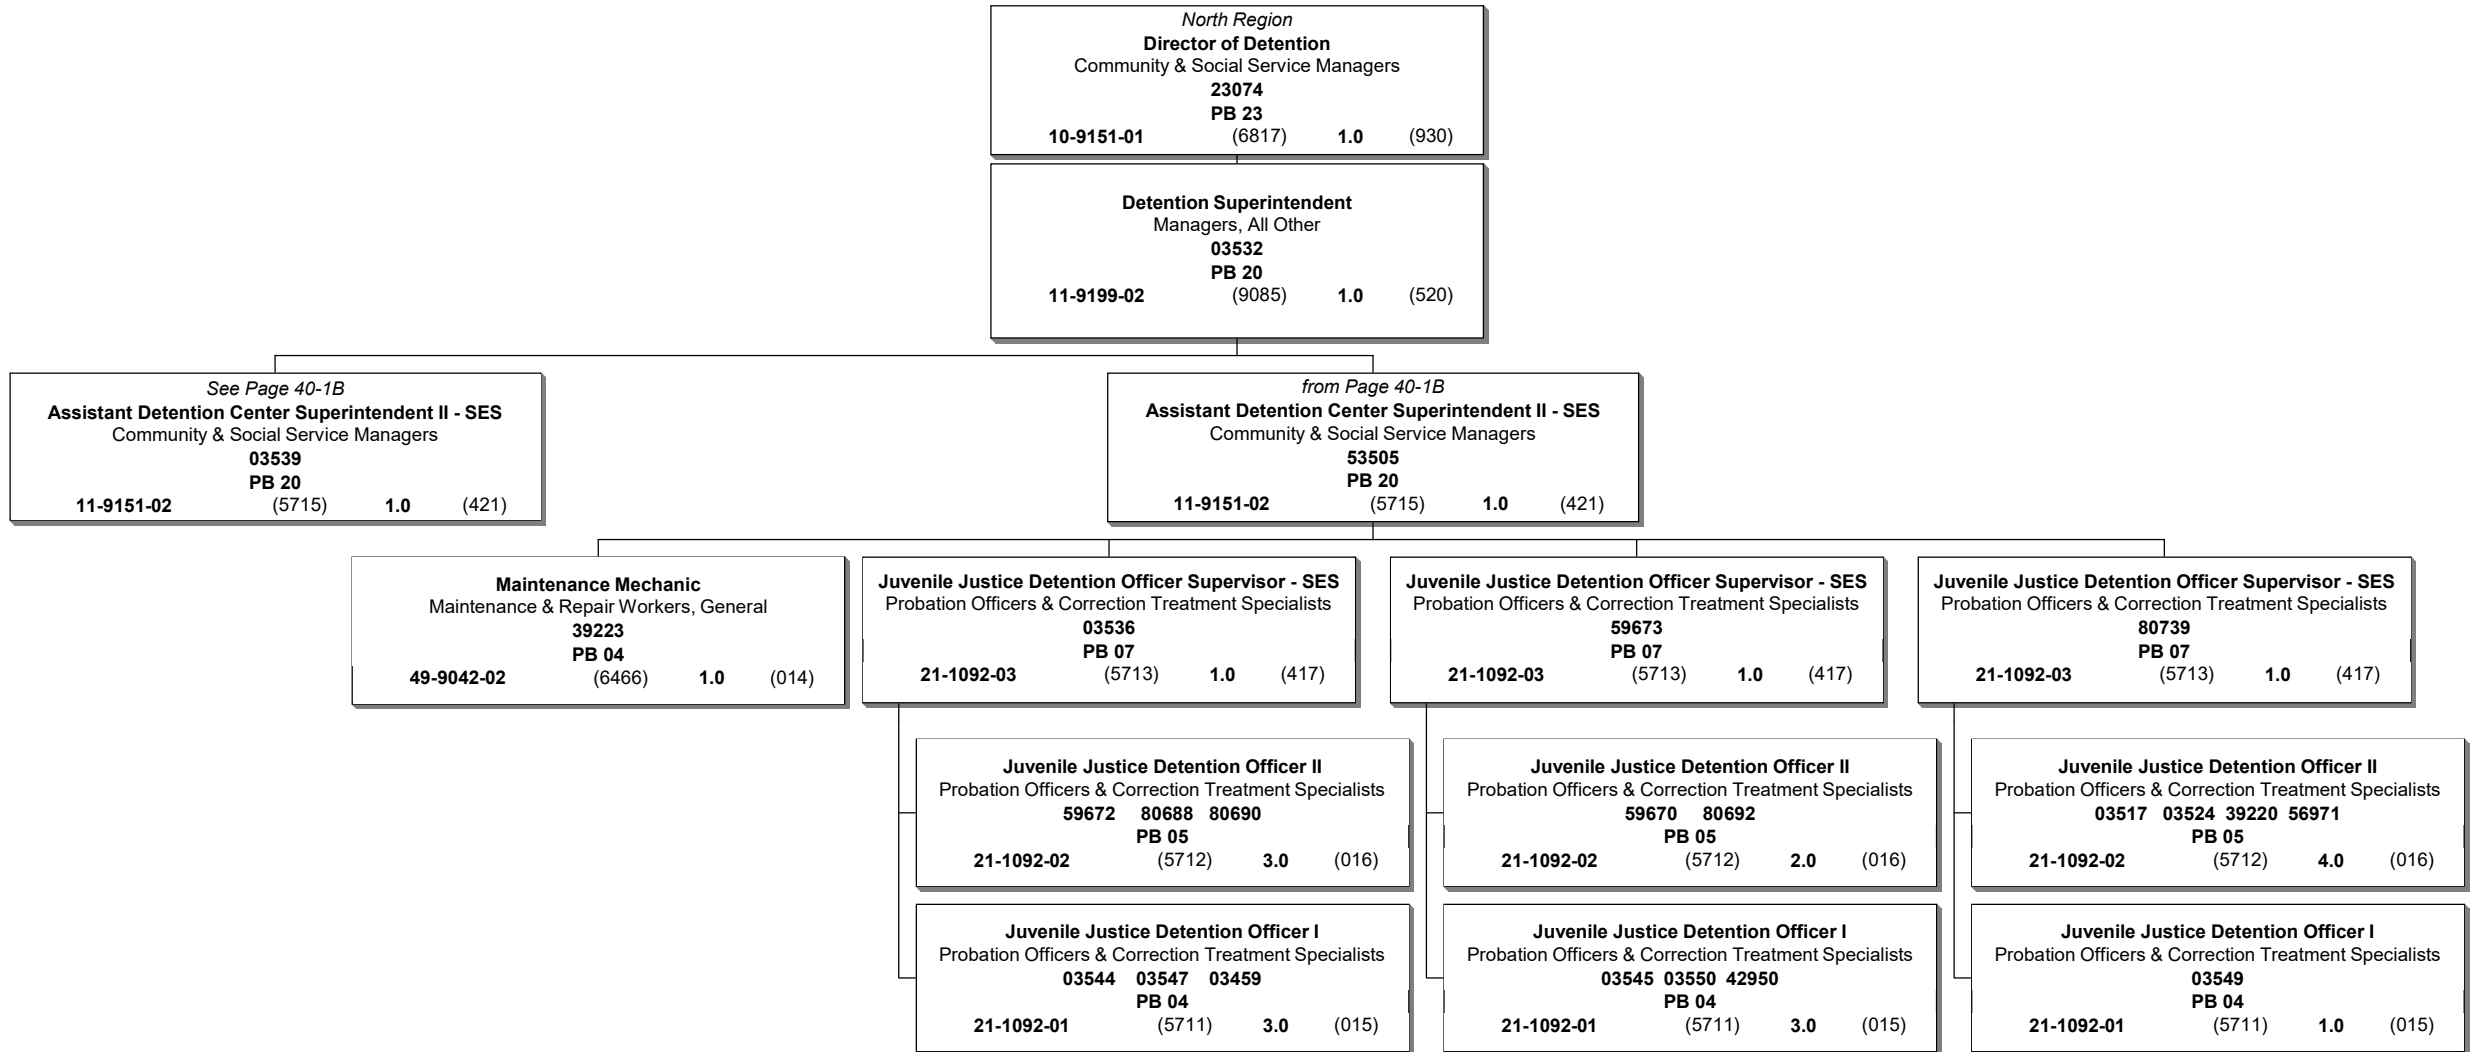 North Region
Director of Detention
Community & Social Service Managers
23074
PB 23
10-9151-01 (6817) 1.0 (930)
Detention Superintendent
Managers, All Other
03532
PB 20
11-9199-02 (9085) 1.0 (520)
See Page 40-1B
Assistant Detention Center Superintendent II - SES
Community & Social Service Managers
03539
PB 20
11-9151-02 (5715) 1.0 (421)
from Page 40-1B
Assistant Detention Center Superintendent II - SES
Community & Social Service Managers
53505
PB 20
11-9151-02 (5715) 1.0 (421)
Maintenance Mechanic
Maintenance & Repair Workers, General
39223
PB 04
49-9042-02 (6466) 1.0 (014)
Juvenile Justice Detention Officer Supervisor - SES
Probation Officers & Correction Treatment Specialists
03536
PB 07
21-1092-03 (5713) 1.0 (417)
Juvenile Justice Detention Officer Supervisor - SES
Probation Officers & Correction Treatment Specialists
59673
PB 07
21-1092-03 (5713) 1.0 (417)
Juvenile Justice Detention Officer Supervisor - SES
Probation Officers & Correction Treatment Specialists
80739
PB 07
21-1092-03 (5713) 1.0 (417)
Juvenile Justice Detention Officer II
Probation Officers & Correction Treatment Specialists
59672 80688 80690
PB 05
21-1092-02 (5712) 3.0 (016)
Juvenile Justice Detention Officer II
Probation Officers & Correction Treatment Specialists
59670 80692
PB 05
21-1092-02 (5712) 2.0 (016)
Juvenile Justice Detention Officer II
Probation Officers & Correction Treatment Specialists
03517 03524 39220 56971
PB 05
21-1092-02 (5712) 4.0 (016)
Juvenile Justice Detention Officer I
Probation Officers & Correction Treatment Specialists
03544 03547 03459
PB 04
21-1092-01 (5711) 3.0 (015)
Juvenile Justice Detention Officer I
Probation Officers & Correction Treatment Specialists
03545 03550 42950
PB 04
21-1092-01 (5711) 3.0 (015)
Juvenile Justice Detention Officer I
Probation Officers & Correction Treatment Specialists
03549
PB 04
21-1092-01 (5711) 1.0 (015)